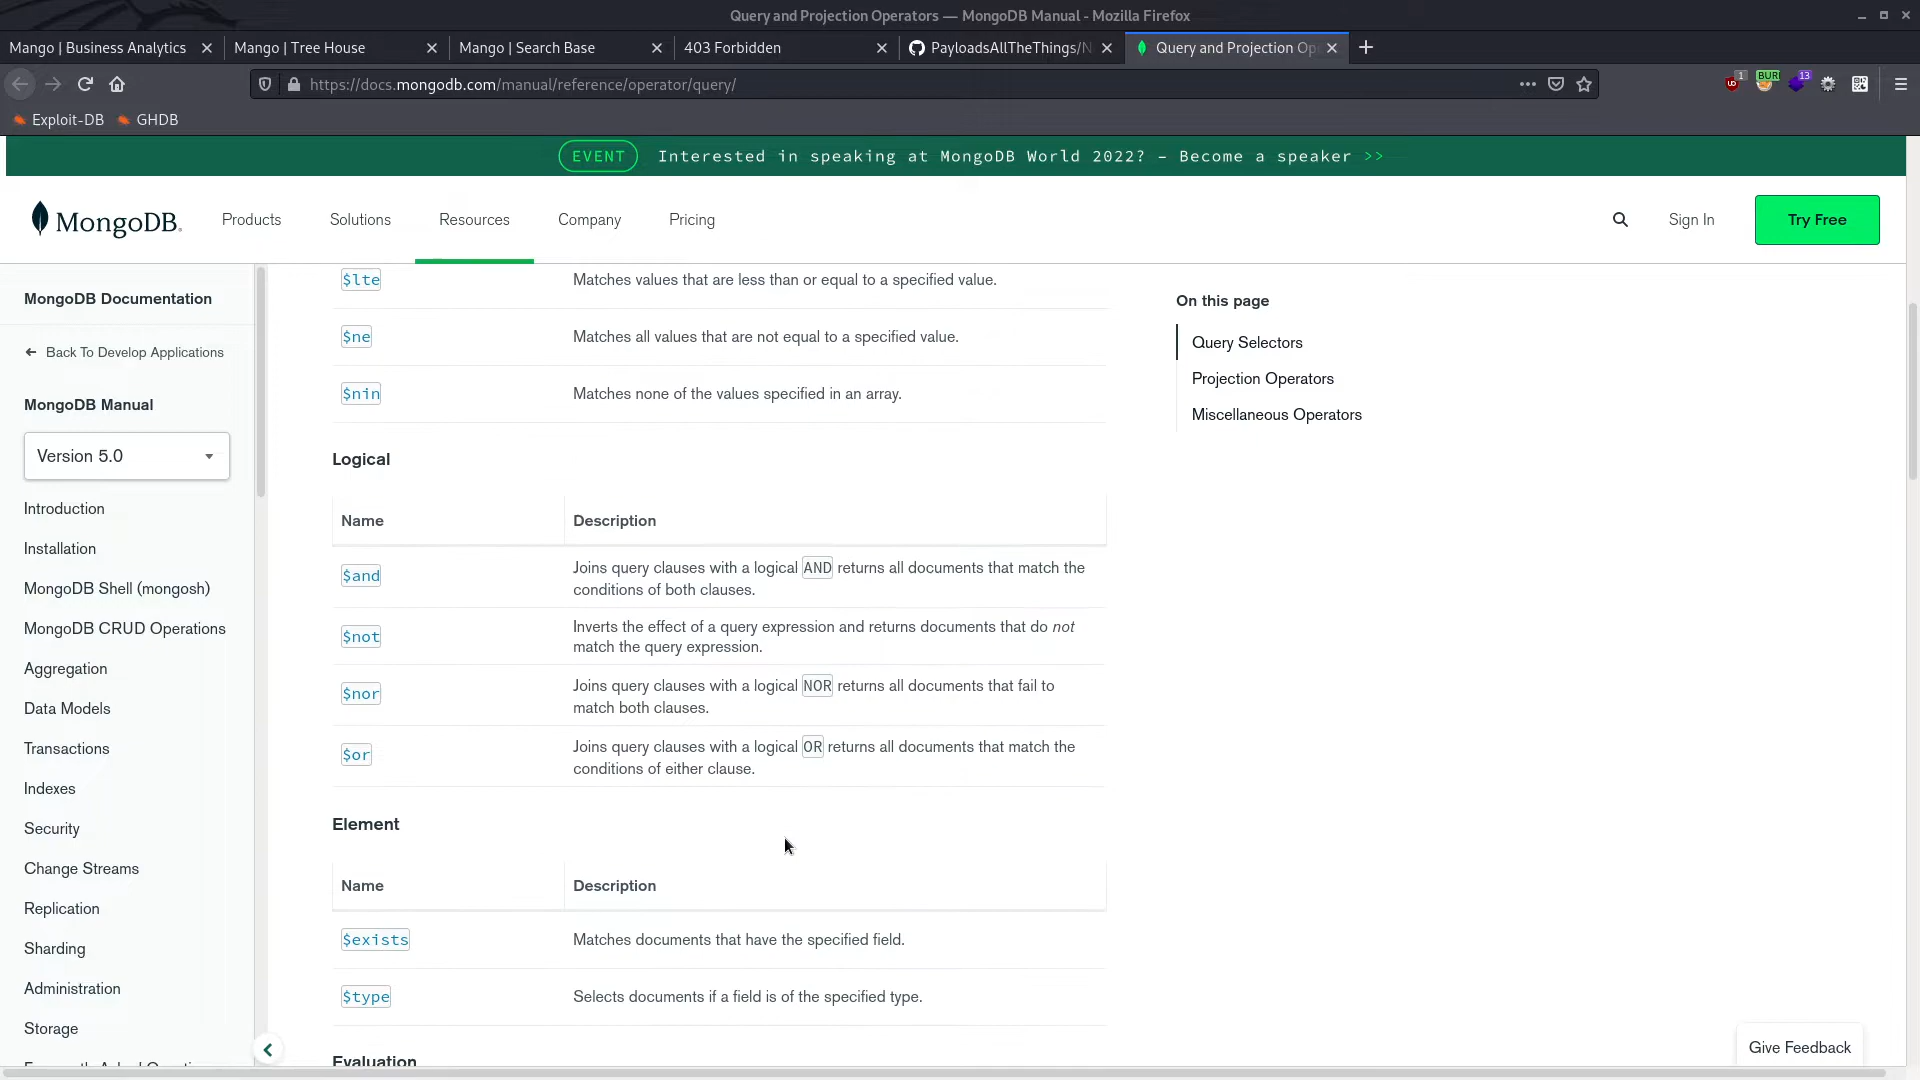 Query and Projection Operators — MongoDB Manual - Mozilla Firefox
Mango | Business Analytics
Mango | Tree House
Mango | Search Base
403 Forbidden
PayloadsAllTheThings/N
Query and Projection Op
https://docs.mongodb.com/manual/reference/operator/query/
1
BUR
13
Exploit-DB
GHDB
EVENT Interested in speaking at MongoDB World 2022? – Become a speaker >>
MongoDB.
Products
Solutions
Resources
Company
Pricing
Sign In
Try Free
MongoDB Documentation
Back To Develop Applications
MongoDB Manual
Version 5.0
Introduction
Installation
MongoDB Shell (mongosh)
MongoDB CRUD Operations
Aggregation
Data Models
Transactions
Indexes
Security
Change Streams
Replication
Sharding
Administration
Storage
$lte Matches values that are less than or equal to a specified value.
$ne Matches all values that are not equal to a specified value.
$nin Matches none of the values specified in an array.
Logical
Name Description
$and Joins query clauses with a logical AND returns all documents that match the
conditions of both clauses.
$not Inverts the effect of a query expression and returns documents that do not
match the query expression.
$nor Joins query clauses with a logical NOR returns all documents that fail to
match both clauses.
$or Joins query clauses with a logical OR returns all documents that match the
conditions of either clause.
Element
Name Description
$exists Matches documents that have the specified field.
$type Selects documents if a field is of the specified type.
Evaluation
On this page
Query Selectors
Projection Operators
Miscellaneous Operators
Give Feedback